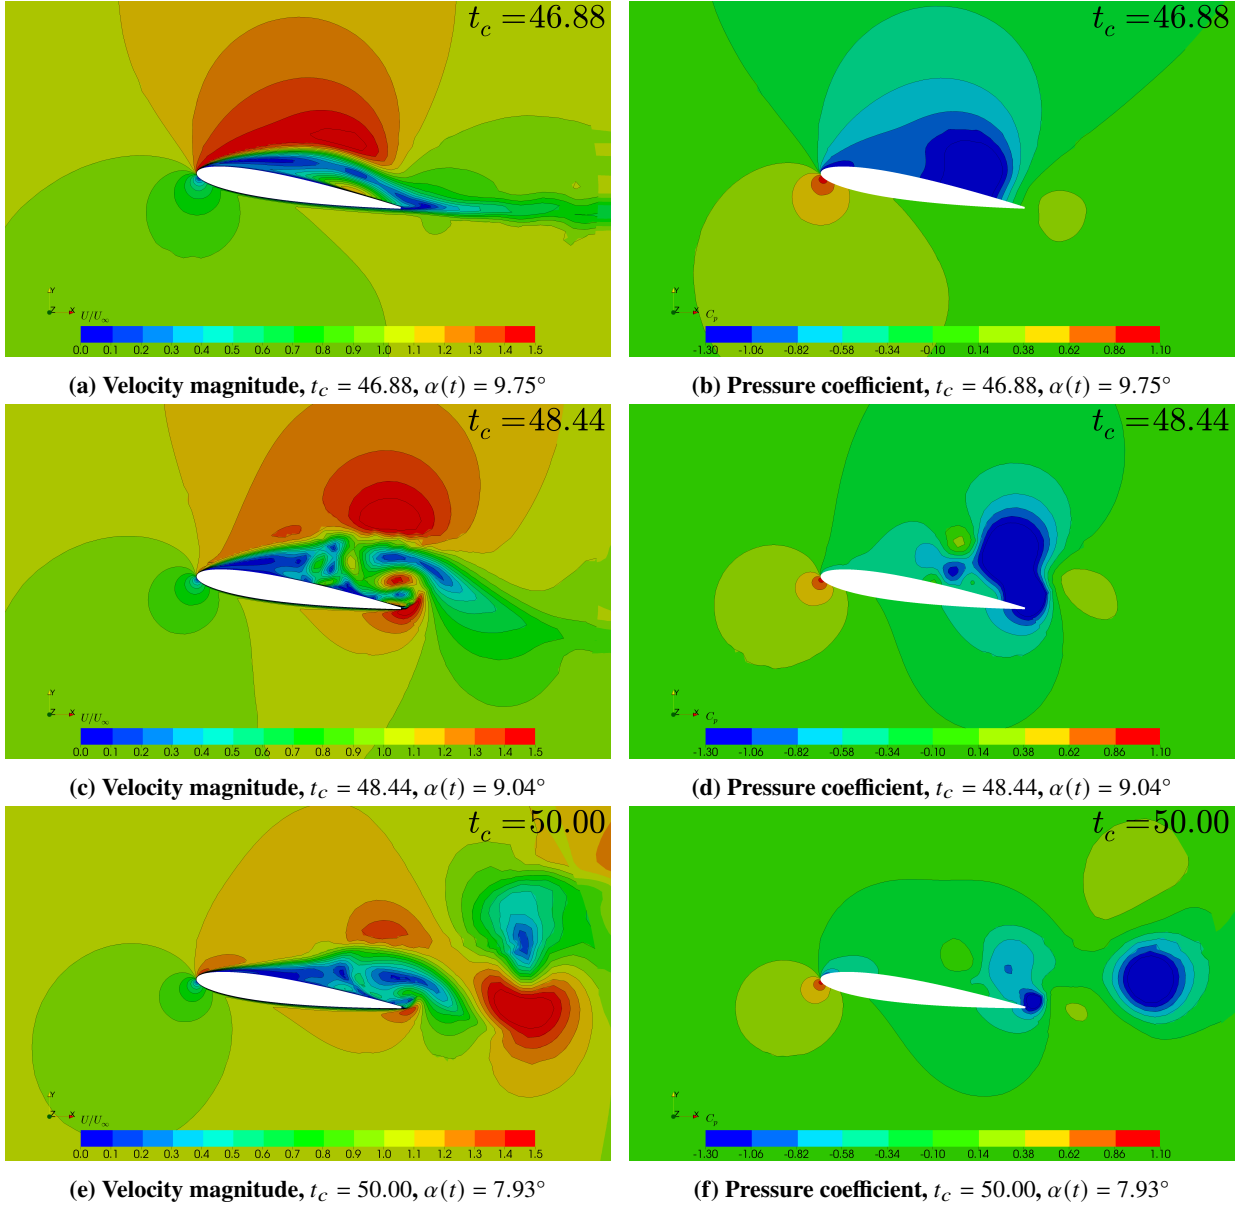 t_c =46.88
t_c =46.88
Y
Z X U/U∞
0.0 0.1 0.2 0.3 0.4 0.5 0.6 0.7 0.8 0.9 1.0 1.1 1.2 1.3 1.4 1.5
Y
Z X C_p
-1.30 -1.06 -0.82 -0.58 -0.34 -0.10 0.14 0.38 0.62 0.86 1.10
(a) Velocity magnitude, t_c = 46.88, α(t) = 9.75°
(b) Pressure coefficient, t_c = 46.88, α(t) = 9.75°
t_c =48.44
t_c =48.44
Y
Z X U/U∞
0.0 0.1 0.2 0.3 0.4 0.5 0.6 0.7 0.8 0.9 1.0 1.1 1.2 1.3 1.4 1.5
Y
Z X C_p
-1.30 -1.06 -0.82 -0.58 -0.34 -0.10 0.14 0.38 0.62 0.86 1.10
(c) Velocity magnitude, t_c = 48.44, α(t) = 9.04°
(d) Pressure coefficient, t_c = 48.44, α(t) = 9.04°
t_c =50.00
t_c =50.00
Y
Z X U/U∞
0.0 0.1 0.2 0.3 0.4 0.5 0.6 0.7 0.8 0.9 1.0 1.1 1.2 1.3 1.4 1.5
Y
Z X C_p
-1.30 -1.06 -0.82 -0.58 -0.34 -0.10 0.14 0.38 0.62 0.86 1.10
(e) Velocity magnitude, t_c = 50.00, α(t) = 7.93°
(f) Pressure coefficient, t_c = 50.00, α(t) = 7.93°